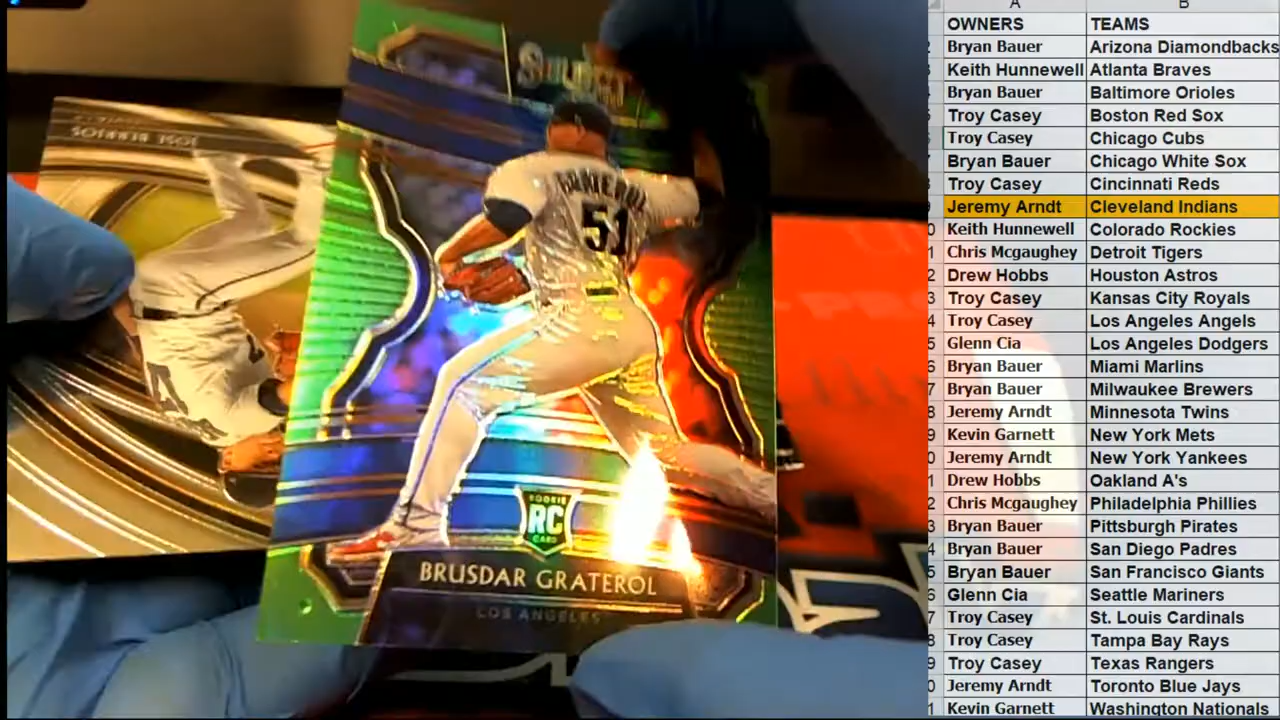 SELECT
GRATEROL
51
ROOKIE
RC
CARD
BRUSDAR GRATEROL
LOS ANGELES
JOSE BERRIOS
17
A B
OWNERS TEAMS
Bryan Bauer Arizona Diamondbacks
Keith Hunnewell Atlanta Braves
Bryan Bauer Baltimore Orioles
Troy Casey Boston Red Sox
Troy Casey Chicago Cubs
Bryan Bauer Chicago White Sox
Troy Casey Cincinnati Reds
Jeremy Arndt Cleveland Indians
Keith Hunnewell Colorado Rockies
Chris Mcgaughey Detroit Tigers
Drew Hobbs Houston Astros
Troy Casey Kansas City Royals
Troy Casey Los Angeles Angels
Glenn Cia Los Angeles Dodgers
Bryan Bauer Miami Marlins
Bryan Bauer Milwaukee Brewers
Jeremy Arndt Minnesota Twins
Kevin Garnett New York Mets
Jeremy Arndt New York Yankees
Drew Hobbs Oakland A's
Chris Mcgaughey Philadelphia Phillies
Bryan Bauer Pittsburgh Pirates
Bryan Bauer San Diego Padres
Bryan Bauer San Francisco Giants
Glenn Cia Seattle Mariners
Troy Casey St. Louis Cardinals
Troy Casey Tampa Bay Rays
Troy Casey Texas Rangers
Jeremy Arndt Toronto Blue Jays
Kevin Garnett Washington Nationals